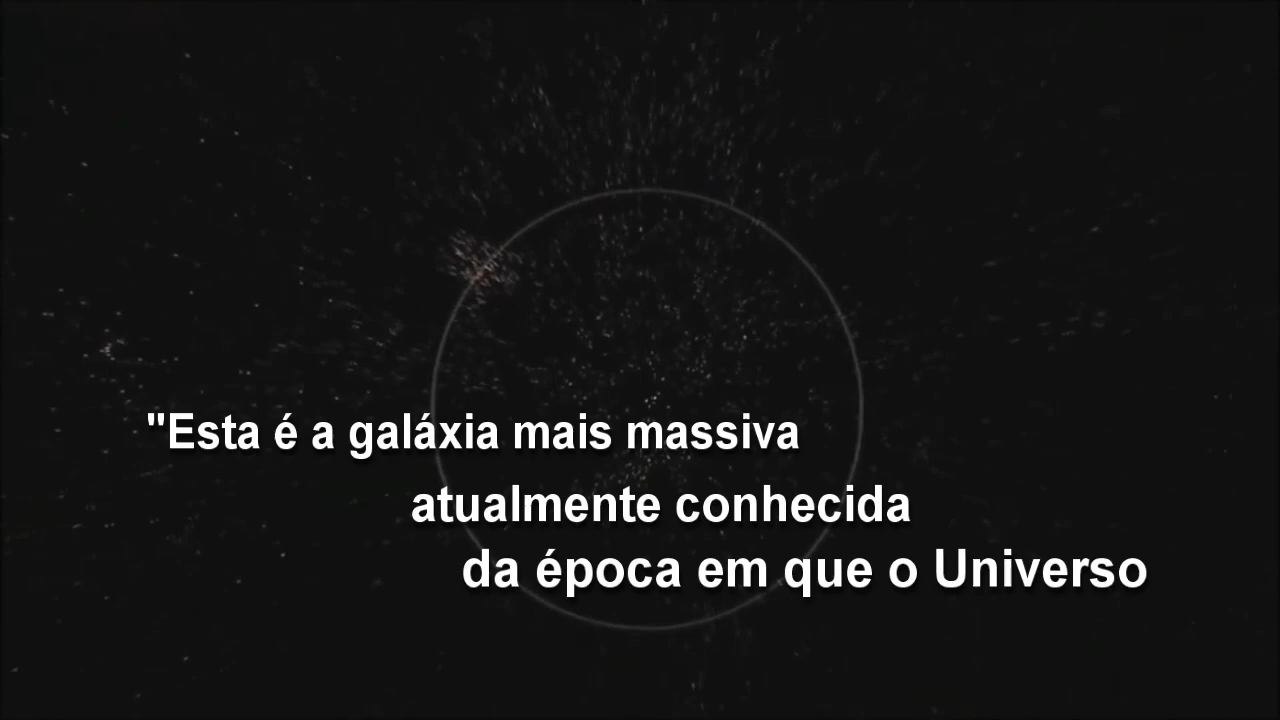 "Esta é a galáxia mais massiva
atualmente conhecida
da época em que o Universo